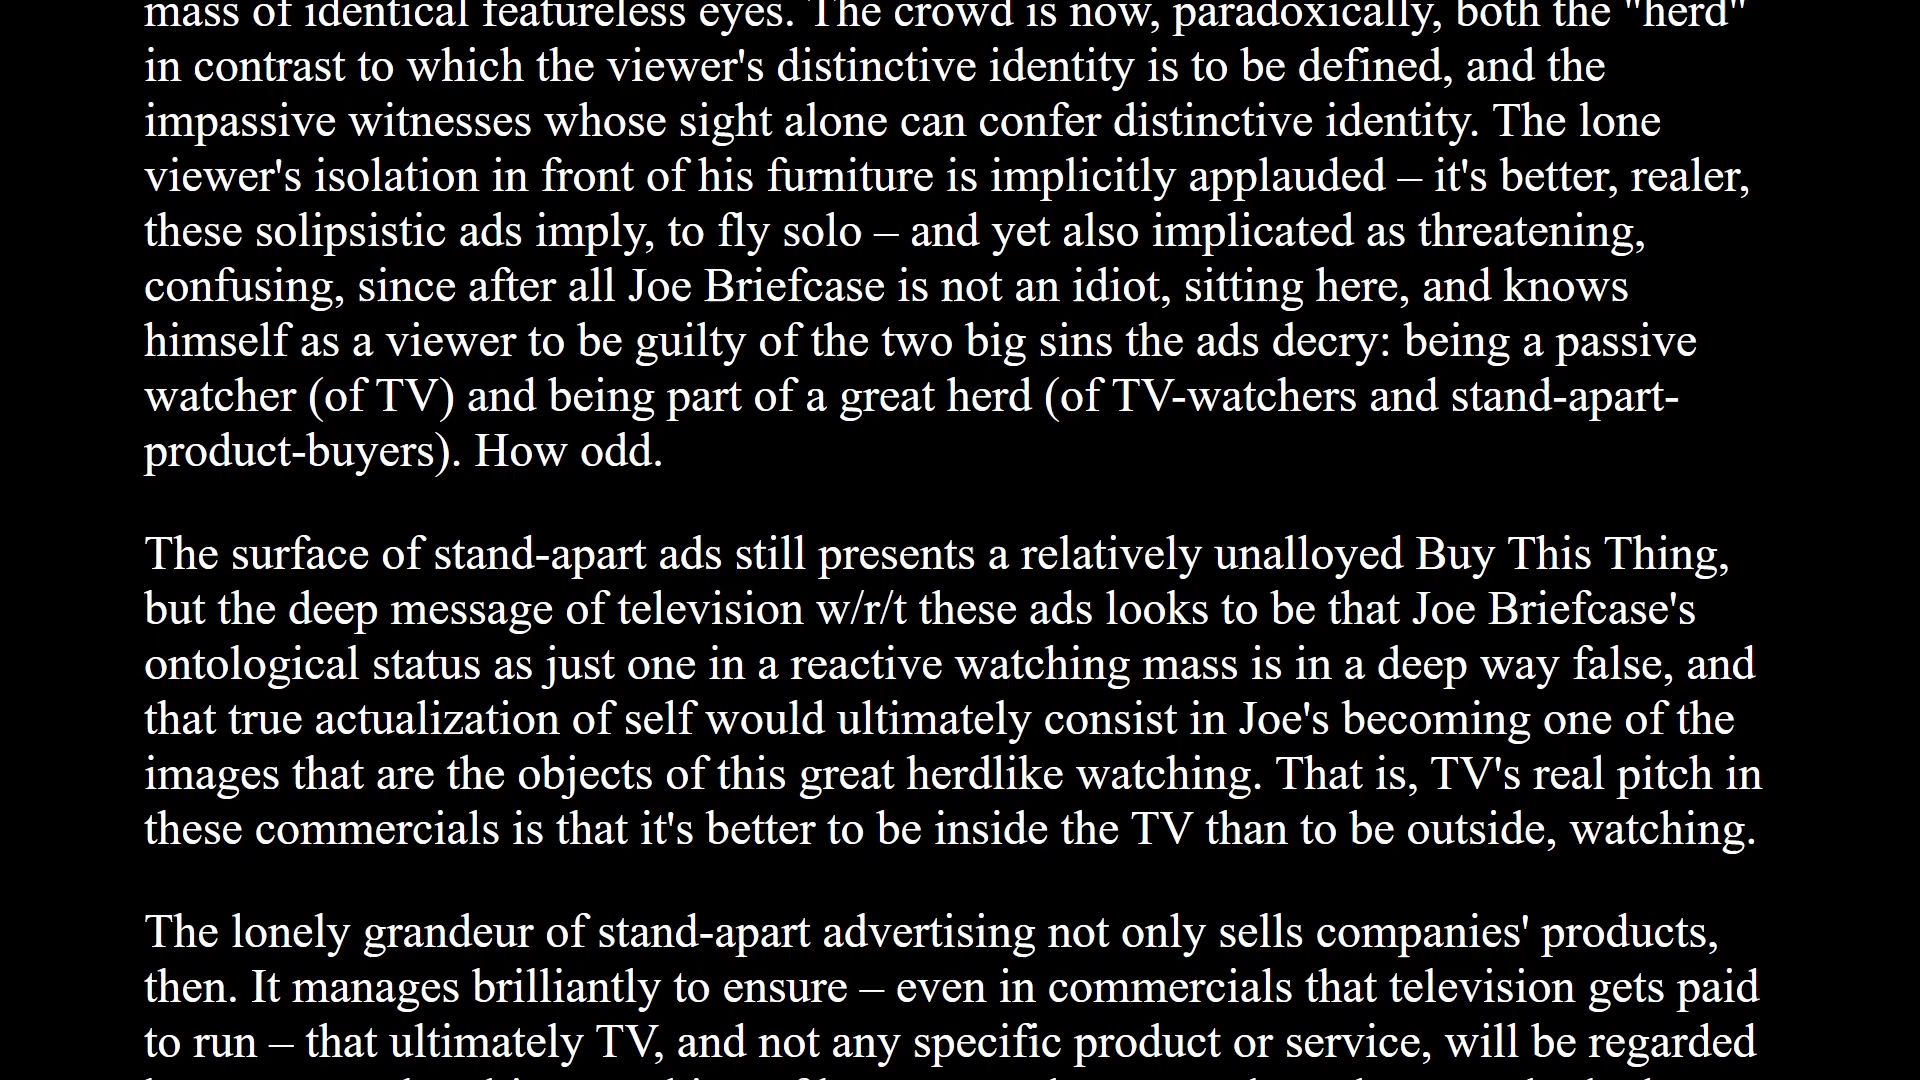 mass of identical featureless eyes. The crowd is now, paradoxically, both the "herd"
in contrast to which the viewer's distinctive identity is to be defined, and the
impassive witnesses whose sight alone can confer distinctive identity. The lone
viewer's isolation in front of his furniture is implicitly applauded – it's better, realer,
these solipsistic ads imply, to fly solo – and yet also implicated as threatening,
confusing, since after all Joe Briefcase is not an idiot, sitting here, and knows
himself as a viewer to be guilty of the two big sins the ads decry: being a passive
watcher (of TV) and being part of a great herd (of TV-watchers and stand-apart-
product-buyers). How odd.
The surface of stand-apart ads still presents a relatively unalloyed Buy This Thing,
but the deep message of television w/r/t these ads looks to be that Joe Briefcase's
ontological status as just one in a reactive watching mass is in a deep way false, and
that true actualization of self would ultimately consist in Joe's becoming one of the
images that are the objects of this great herdlike watching. That is, TV's real pitch in
these commercials is that it's better to be inside the TV than to be outside, watching.
The lonely grandeur of stand-apart advertising not only sells companies' products,
then. It manages brilliantly to ensure – even in commercials that television gets paid
to run – that ultimately TV, and not any specific product or service, will be regarded